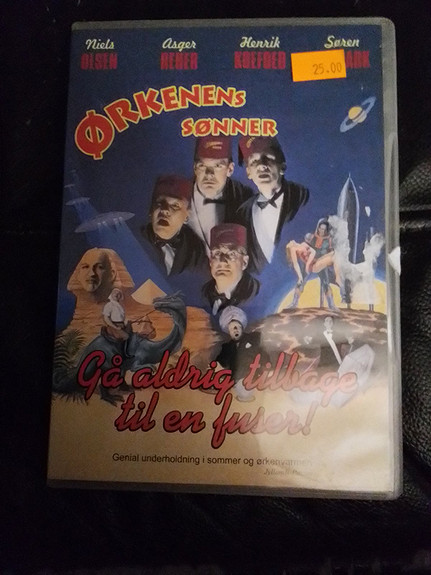 Niels Asger Henrik Søren
OLSEN REHER KOEFOED
25.00
ØRKENENS
SØNNER
Gå aldrig tilbage
til en fuser!
Genial underholdning i sommer og